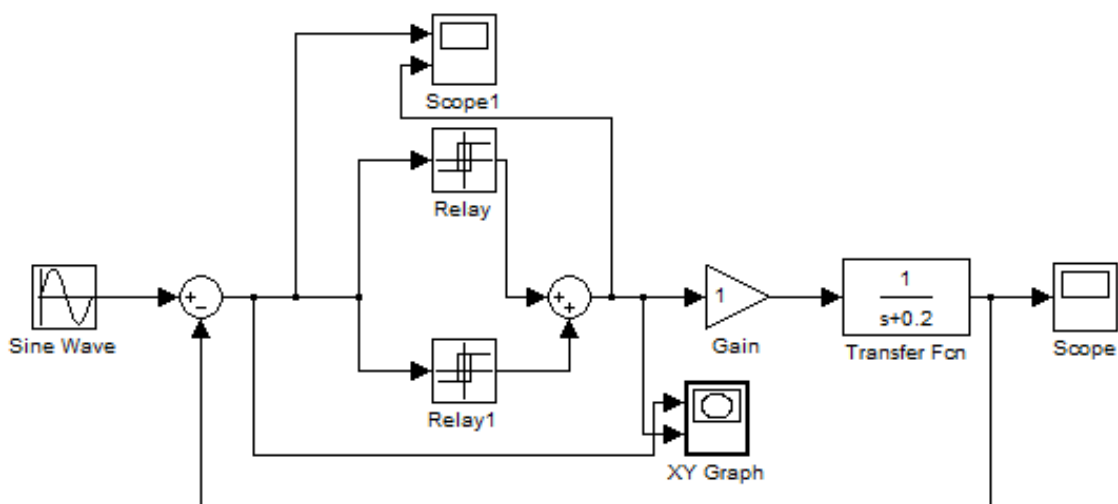 Scope1
Relay
+
−
Sine Wave
+
+
1
Gain
1
s+0.2
Transfer Fcn
Scope
Relay1
XY Graph